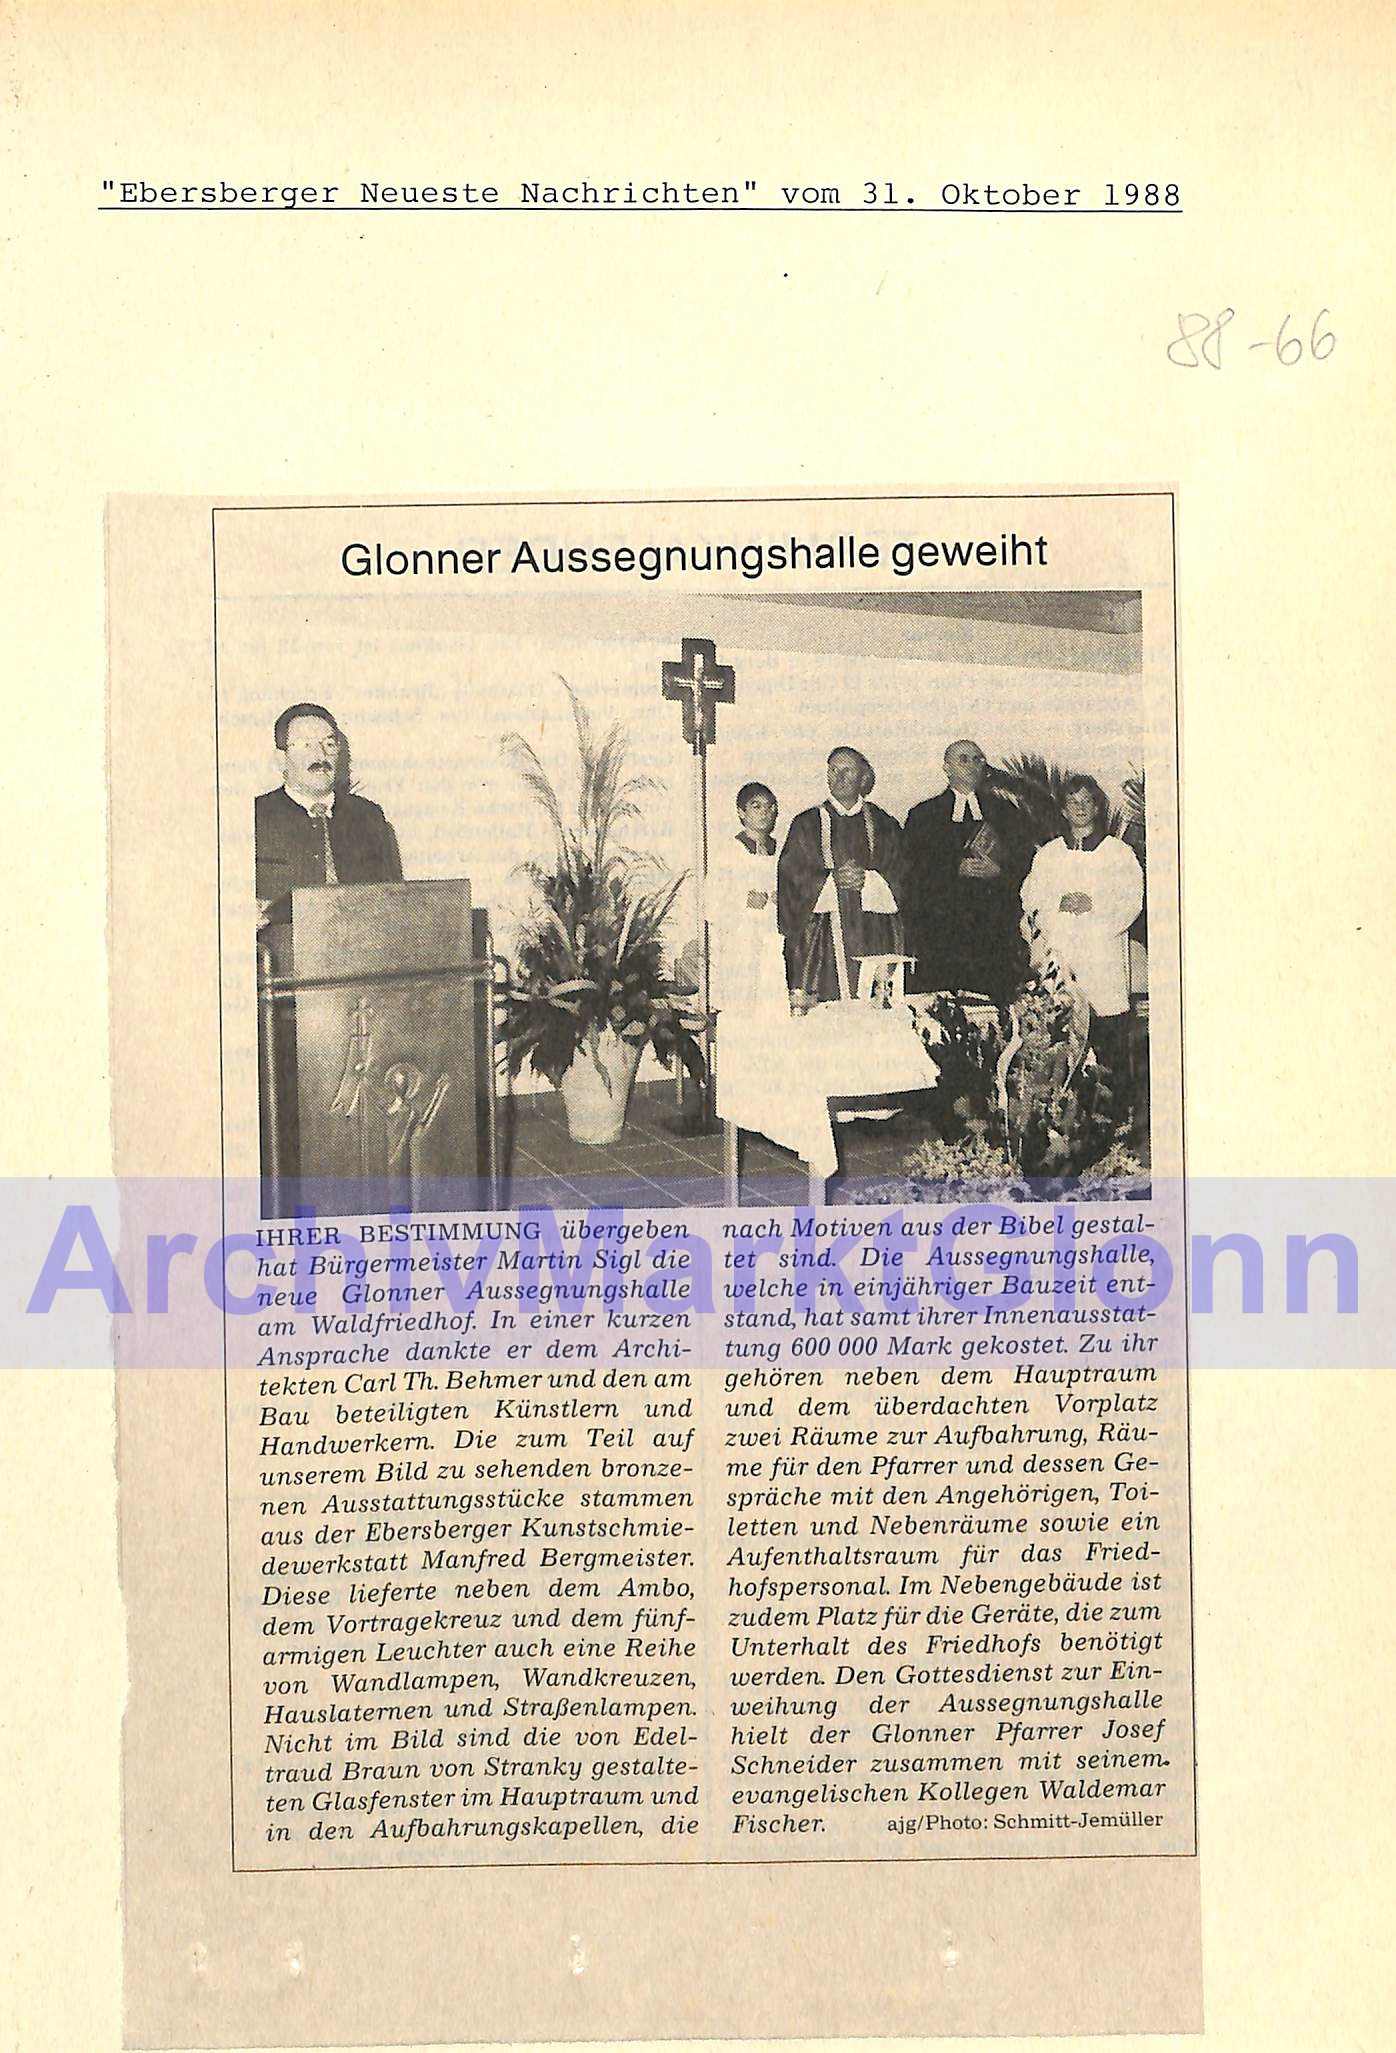 "Ebersberger Neueste Nachrichten" vom 31. Oktober 1988
88-66
Glonner Aussegnungshalle geweiht
IHRER BESTIMMUNG übergeben
hat Bürgermeister Martin Sigl die
neue Glonner Aussegnungshalle
am Waldfriedhof. In einer kurzen
Ansprache dankte er dem Archi-
tekten Carl Th. Behmer und den am
Bau beteiligten Künstlern und
Handwerkern. Die zum Teil auf
unserem Bild zu sehenden bronze-
nen Ausstattungsstücke stammen
aus der Ebersberger Kunstschmie-
dewerkstatt Manfred Bergmeister.
Diese lieferte neben dem Ambo,
dem Vortragekreuz und dem fünf-
armigen Leuchter auch eine Reihe
von Wandlampen, Wandkreuzen,
Hauslaternen und Straßenlampen.
Nicht im Bild sind die von Edel-
traud Braun von Stransky gestalte-
ten Glasfenster im Hauptraum und
in den Aufbahrungskapellen, die
nach Motiven aus der Bibel gestal-
tet sind. Die Aussegnungshalle,
welche in einjähriger Bauzeit ent-
stand, hat samt ihrer Innenausstat-
tung 600 000 Mark gekostet. Zu ihr
gehören neben dem Hauptraum
und dem überdachten Vorplatz
zwei Räume zur Aufbahrung, Räu-
me für den Pfarrer und dessen Ge-
spräche mit den Angehörigen, Toi-
letten und Nebenräume sowie ein
Aufenthaltsraum für das Fried-
hofspersonal. Im Nebengebäude ist
zudem Platz für die Geräte, die zum
Unterhalt des Friedhofs benötigt
werden. Den Gottesdienst zur Ein-
weihung der Aussegnungshalle
hielt der Glonner Pfarrer Josef
Schneider zusammen mit seinem
evangelischen Kollegen Waldemar
Fischer. ajg/Photo: Schmitt-Jemüller
Archiv Markt Glonn